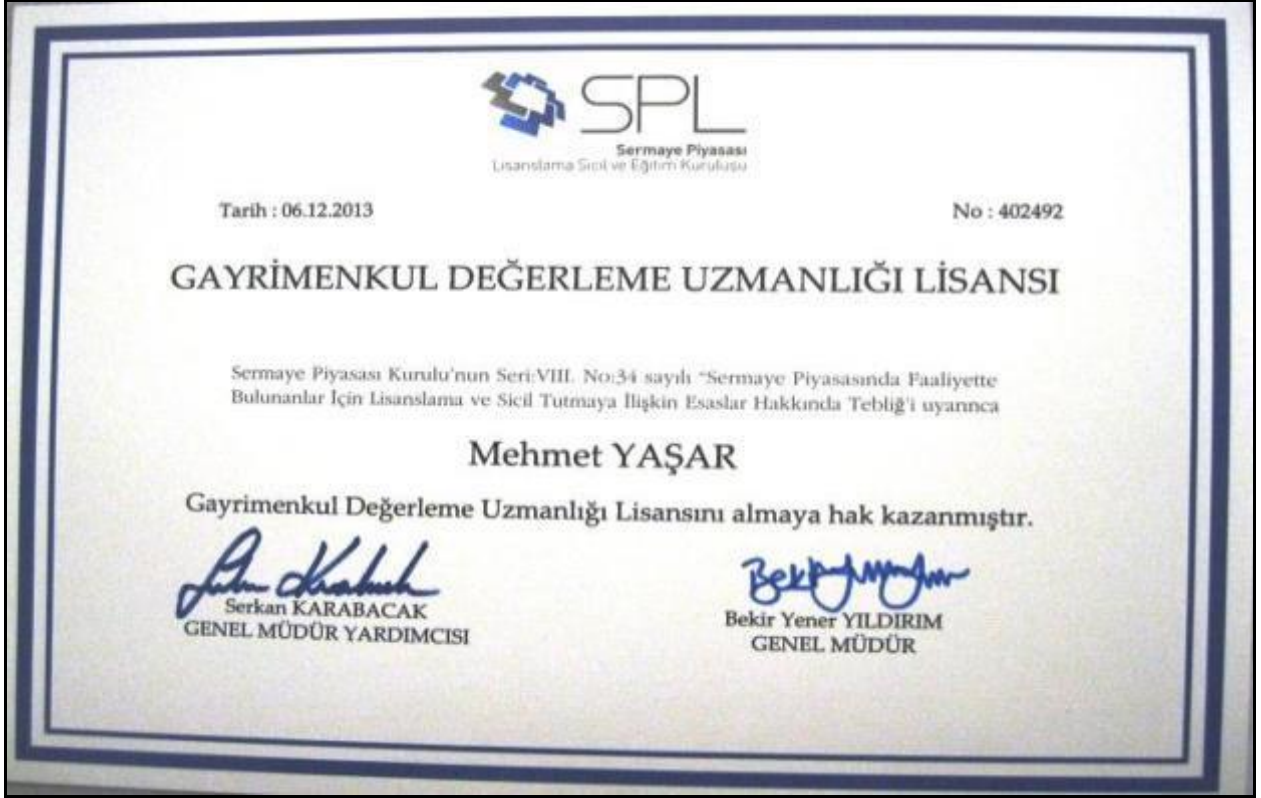 SPL
Sermaye Piyasası
Lisanslama Sicil ve Eğitim Kuruluşu
Tarih : 06.12.2013
No : 402492
GAYRİMENKUL DEĞERLEME UZMANLIĞI LİSANSI
Sermaye Piyasası Kurulu'nun Seri:VIII. No:34 sayılı "Sermaye Piyasasında Faaliyette
Bulunanlar İçin Lisanslama ve Sicil Tutmaya İlişkin Esaslar Hakkında Tebliğ'i uyarınca
Mehmet YAŞAR
Gayrimenkul Değerleme Uzmanlığı Lisansını almaya hak kazanmıştır.
Serkan KARABACAK
GENEL MÜDÜR YARDIMCISI
Bekir Yener YILDIRIM
GENEL MÜDÜR